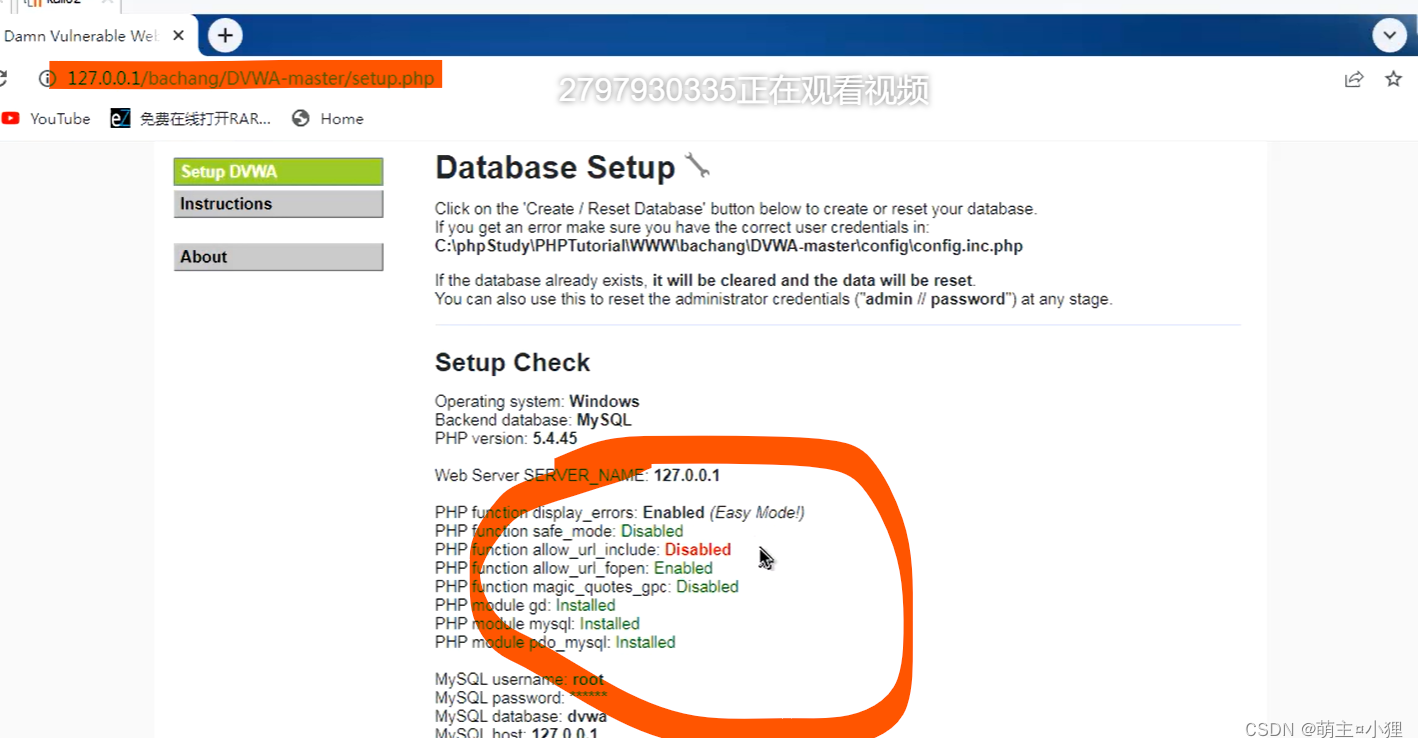 Damn Vulnerable Web
127.0.0.1/bachang/DVWA-master/setup.php
2797930335正在观看视频
YouTube
免费在线打开RAR...
Home
Setup DVWA
Instructions
About
Database Setup
Click on the 'Create / Reset Database' button below to create or reset your database.
If you get an error make sure you have the correct user credentials in:
C:\phpStudy\PHPTutorial\WWW\bachang\DVWA-master\config\config.inc.php
If the database already exists, it will be cleared and the data will be reset.
You can also use this to reset the administrator credentials ("admin // password") at any stage.
Setup Check
Operating system: Windows
Backend database: MySQL
PHP version: 5.4.45
Web Server SERVER_NAME: 127.0.0.1
PHP function display_errors: Enabled (Easy Mode!)
PHP function safe_mode: Disabled
PHP function allow_url_include: Disabled
PHP function allow_url_fopen: Enabled
PHP function magic_quotes_gpc: Disabled
PHP module gd: Installed
PHP module mysql: Installed
PHP module pdo_mysql: Installed
MySQL username: root
MySQL password: ******
MySQL database: dvwa
MySQL host: 127.0.0.1
CSDN @萌主¤小狸